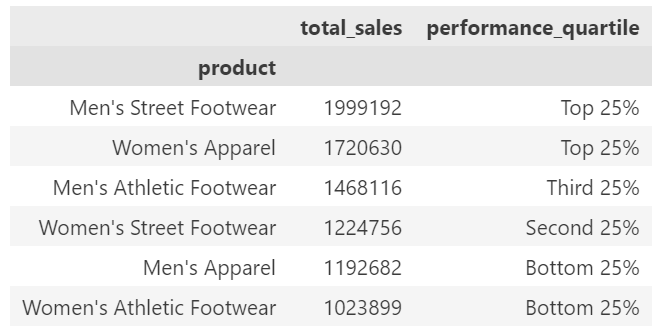 total_sales performance_quartile
product
Men's Street Footwear 1999192 Top 25%
Women's Apparel 1720630 Top 25%
Men's Athletic Footwear 1468116 Third 25%
Women's Street Footwear 1224756 Second 25%
Men's Apparel 1192682 Bottom 25%
Women's Athletic Footwear 1023899 Bottom 25%